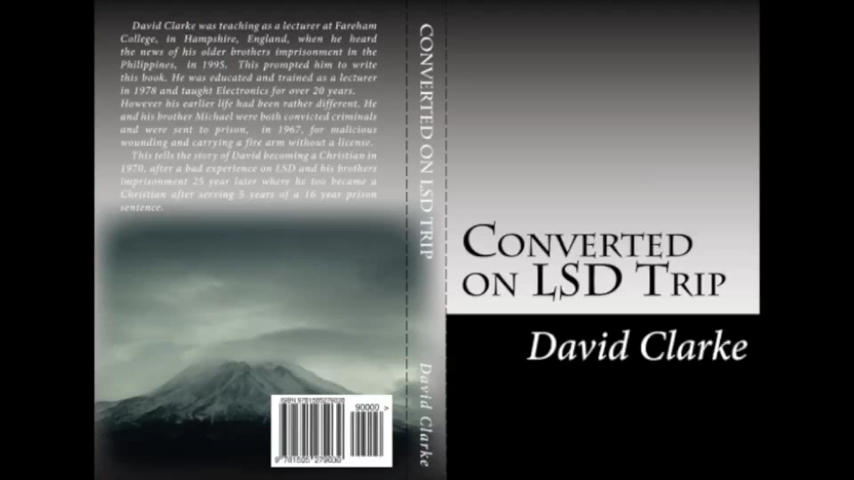 David Clarke was teaching as a lecturer at Fareham
College, in Hampshire, England, when he heard
the news of his older brothers imprisonment in the
Philippines, in 1995. This prompted him to write
this book. He was educated and trained as a lecturer
in 1978 and taught Electronics for over 20 years.
However his earlier life had been rather different. He
and his brother Michael were both convicted criminals
and were sent to prison, in 1967, for malicious
wounding and carrying a fire arm without a license.
This tells the story of David becoming a Christian in
1970, after a bad experience on LSD and his brothers
imprisonment 25 year later where he too became a
Christian after serving 5 years of a 16 year prison
sentence.
90000 >
CONVERTED ON LSD TRIP
David Clarke
CONVERTED
ON LSD TRIP
David Clarke